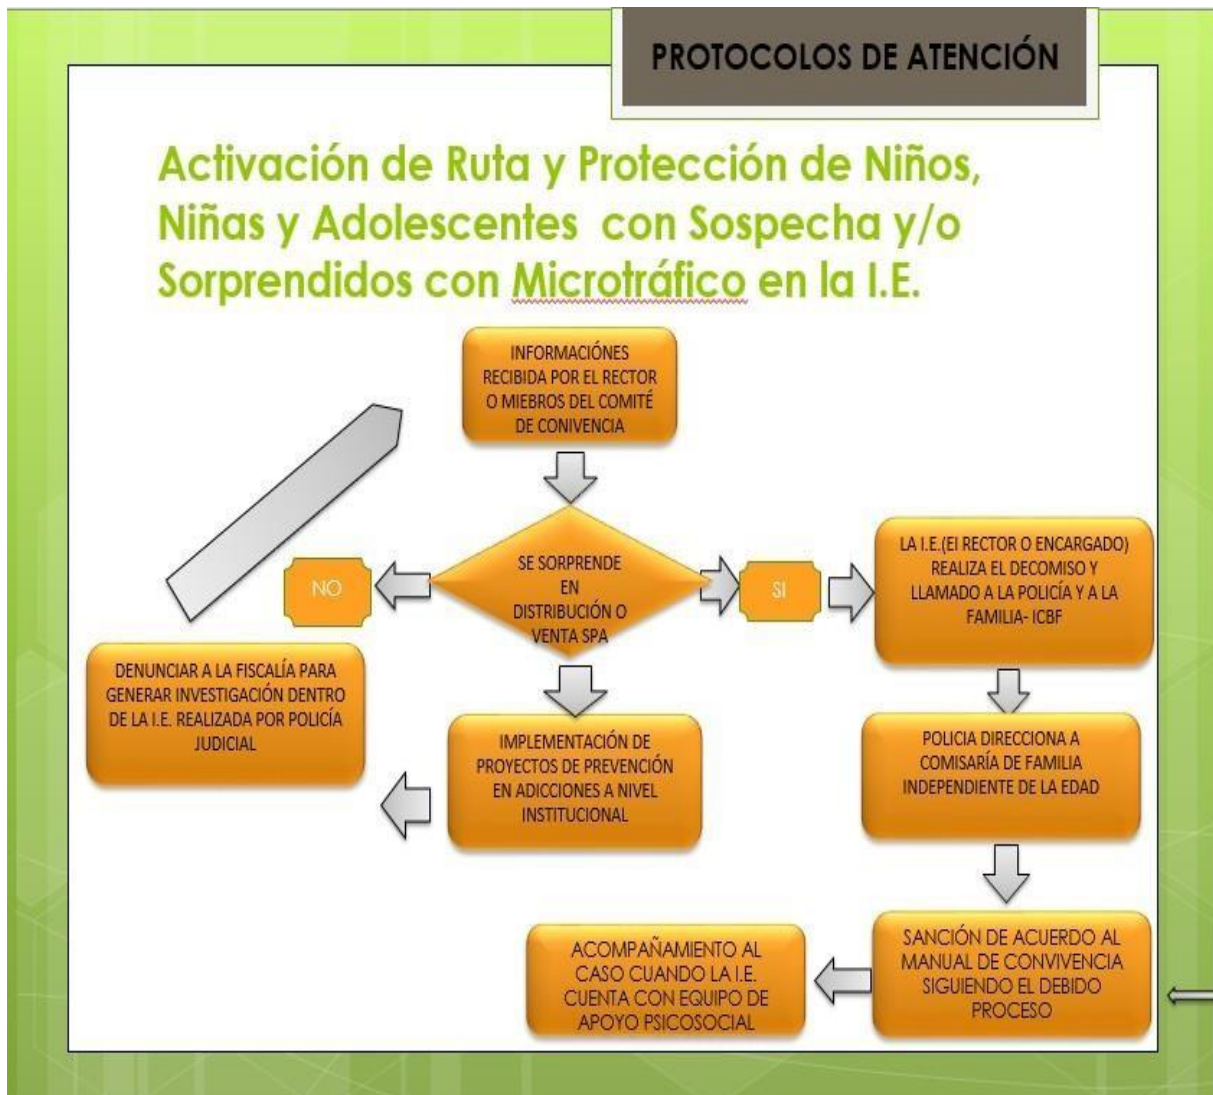 PROTOCOLOS DE ATENCIÓN
Activación de Ruta y Protección de Niños,
Niñas y Adolescentes con Sospecha y/o
Sorprendidos con Microtráfico en la I.E.
INFORMACIÓNES
RECIBIDA POR EL RECTOR
O MIEBROS DEL COMITÉ
DE CONIVENCIA
SE SORPRENDE
EN
DISTRIBUCIÓN O
VENTA SPA
NO
SI
LA I.E.(El RECTOR O ENCARGADO)
REALIZA EL DECOMISO Y
LLAMADO A LA POLICÍA Y A LA
FAMILIA- ICBF
DENUNCIAR A LA FISCALÍA PARA
GENERAR INVESTIGACIÓN DENTRO
DE LA I.E. REALIZADA POR POLICÍA
JUDICIAL
IMPLEMENTACIÓN DE
PROYECTOS DE PREVENCIÓN
EN ADICCIONES A NIVEL
INSTITUCIONAL
POLICIA DIRECCIONA A
COMISARÍA DE FAMILIA
INDEPENDIENTE DE LA EDAD
SANCIÓN DE ACUERDO AL
MANUAL DE CONVIVENCIA
SIGUIENDO EL DEBIDO
PROCESO
ACOMPAÑAMIENTO AL
CASO CUANDO LA I.E.
CUENTA CON EQUIPO DE
APOYO PSICOSOCIAL